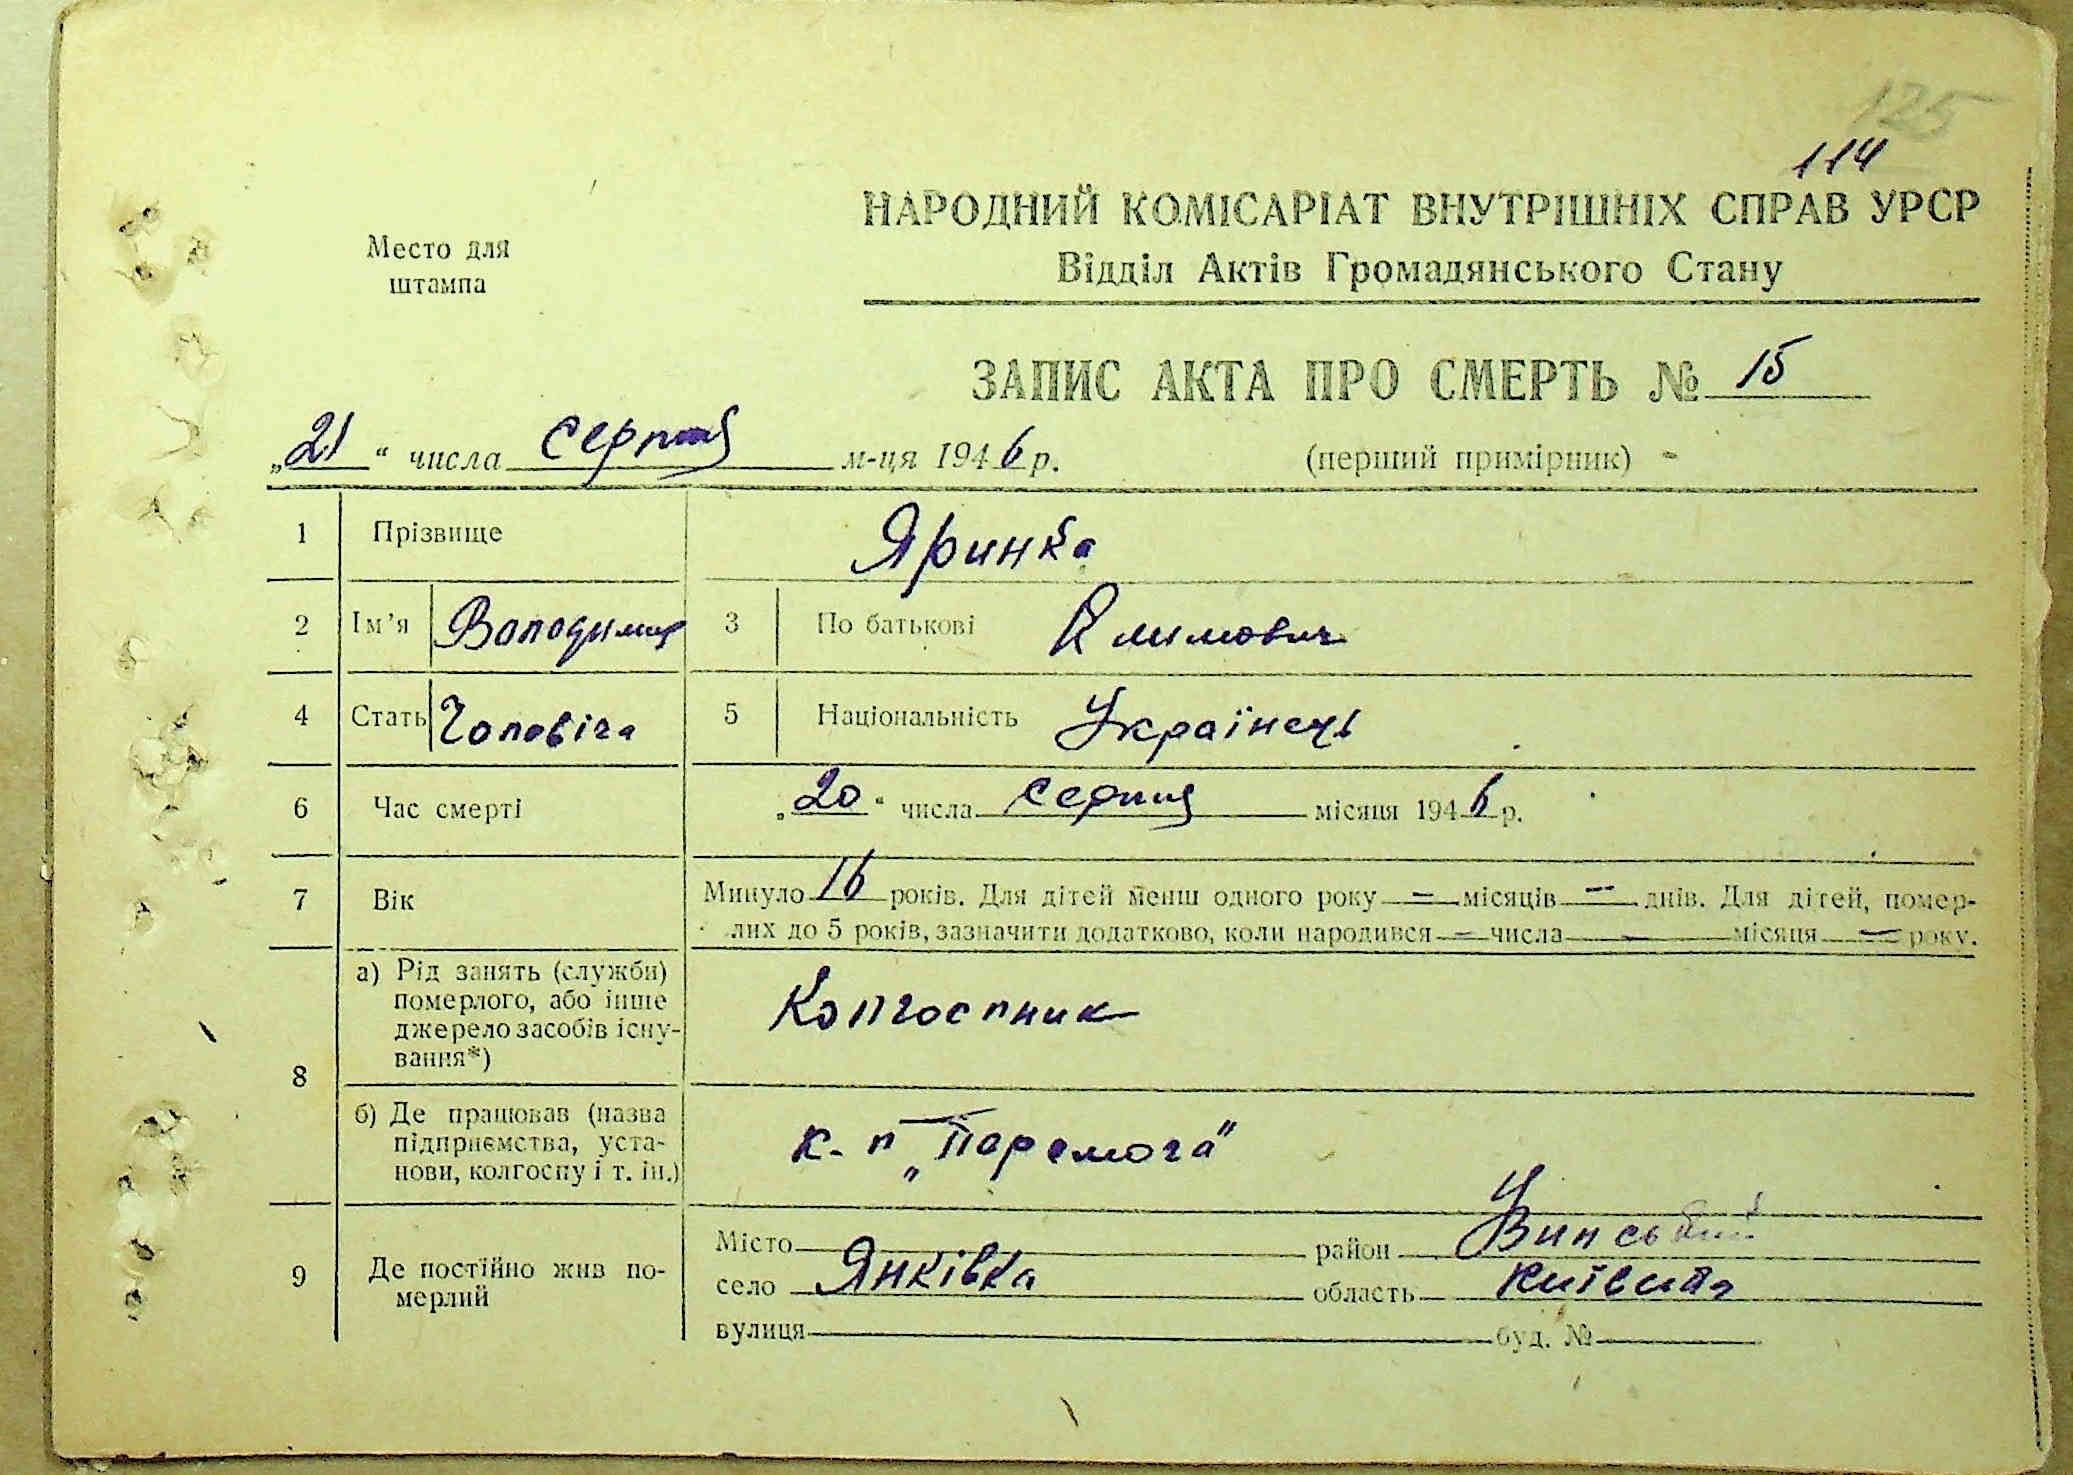 125
114
НАРОДНИЙ КОМІСАРІАТ ВНУТРІШНІХ СПРАВ УРСР
Место для штампа
Відділ Актів Громадянського Стану
ЗАПИС АКТА ПРО СМЕРТЬ № 15
„21“ числа серпня м-ця 1946 р. (перший примірник)
1 Прізвище Яринка
2 Ім'я Володимир 3 По батькові Климович
4 Стать Чоловіча 5 Національність Українець
6 Час смерті „20“ числа серпня місяця 1946 р.
7 Вік Минуло 16 років. Для дітей менш одного року — місяців — днів. Для дітей, помер-
лих до 5 років, зазначити додатково, коли народився — числа — місяця — року.
8 а) Рід занять (служби)
померлого, або інше
джерело засобів існу-
вання*) Колгоспник
б) Де працював (назва
підприємства, уста-
нови, колгоспу і т. ін.) к-п „Перемога"
9 Де постійно жив по-
мерлий
Місто район
село Янківка область Київська
вулиця буд. №